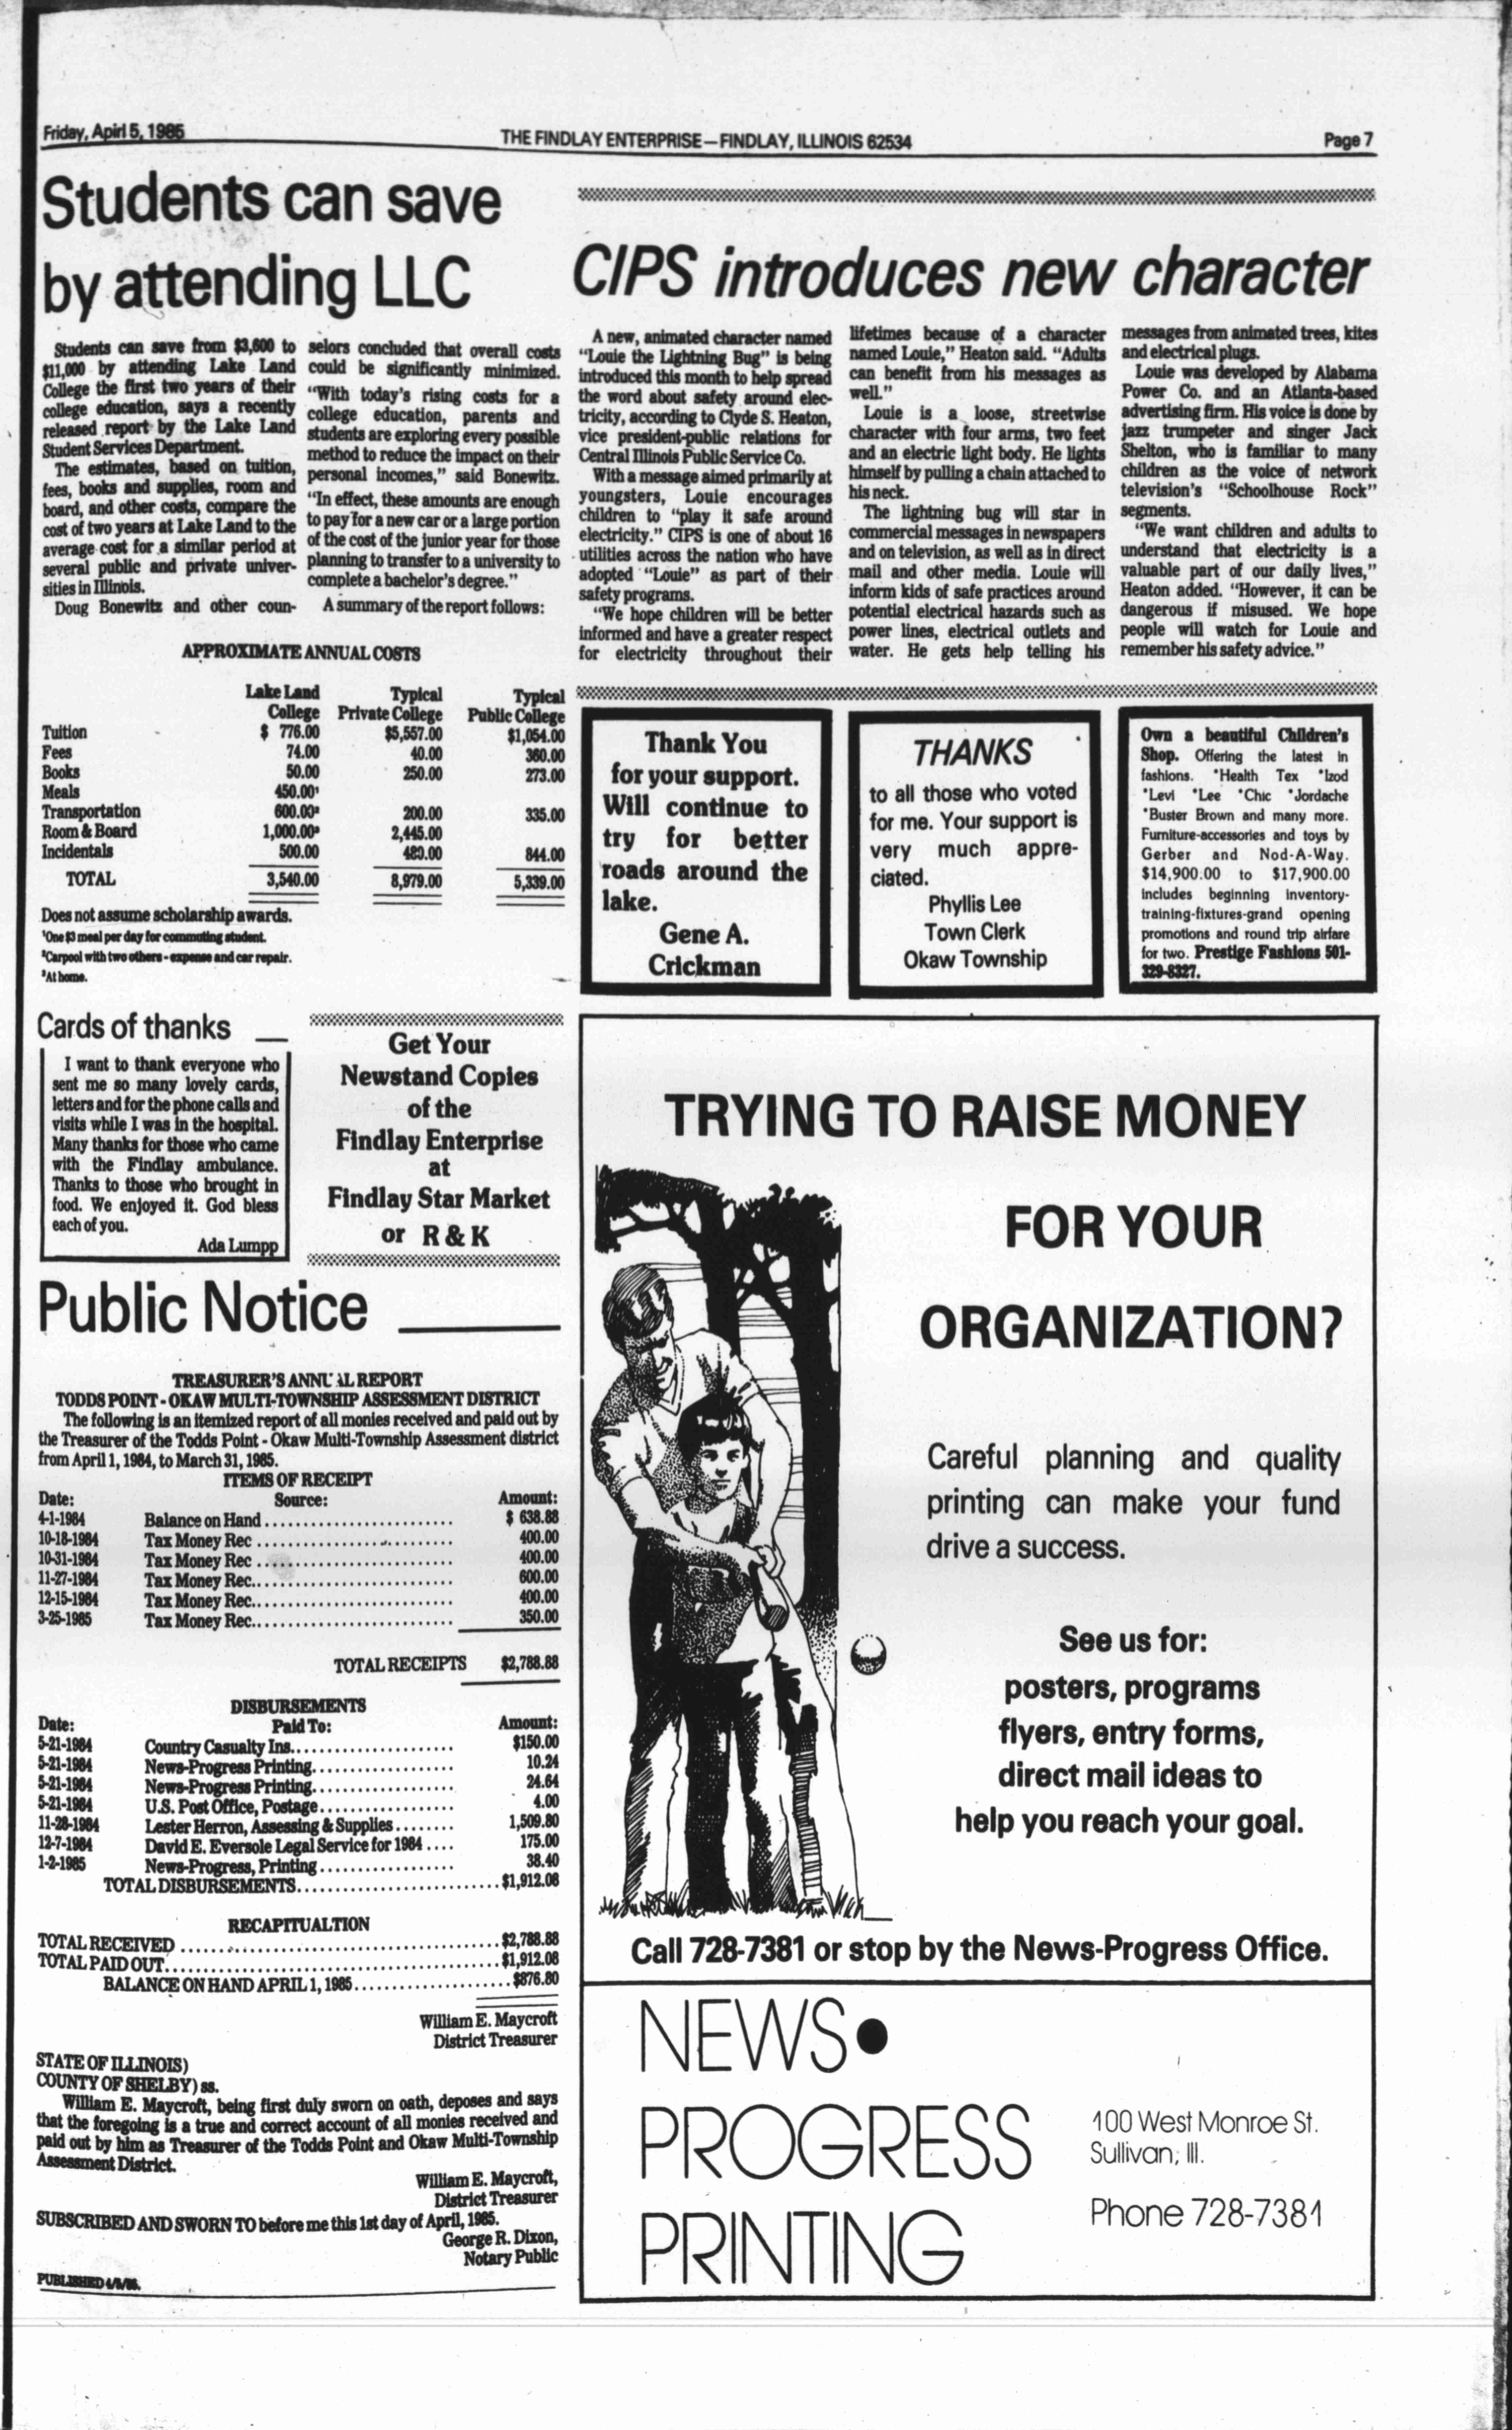 Friday, Apirl 5, 1985
THE FINDLAY ENTERPRISE—FINDLAY, ILLINOIS 62534
Page 7
Students can save
by attending LLC
Students can save from $3,600 to
$11,000 by attending Lake Land
College the first two years of their
college education, says a recently
released report by the Lake Land
Student Services Department.
The estimates, based on tuition,
fees, books and supplies, room and
board, and other costs, compare the
cost of two years at Lake Land to the
average cost for a similar period at
several public and private univer-
sities in Illinois.
Doug Bonewitz and other coun-
selors concluded that overall costs
could be significantly minimized.
"With today's rising costs for a
college education, parents and
students are exploring every possible
method to reduce the impact on their
personal incomes," said Bonewitz.
"In effect, these amounts are enough
to pay for a new car or a large portion
of the cost of the junior year for those
planning to transfer to a university to
complete a bachelor's degree."
A summary of the report follows:
APPROXIMATE ANNUAL COSTS
Lake Land Typical Typical
College Private College Public College
Tuition $ 776.00 $5,557.00 $1,054.00
Fees 74.00 40.00 360.00
Books 50.00 250.00 273.00
Meals 450.00¹
Transportation 600.00² 200.00 335.00
Room & Board 1,000.00³ 2,445.00
Incidentals 500.00 480.00 844.00
TOTAL 3,540.00 8,979.00 5,339.00
Does not assume scholarship awards.
¹One $3 meal per day for commuting student.
²Carpool with two others - expense and car repair.
³At home.
CIPS introduces new character
A new, animated character named
"Louie the Lightning Bug" is being
introduced this month to help spread
the word about safety around elec-
tricity, according to Clyde S. Heaton,
vice president-public relations for
Central Illinois Public Service Co.
With a message aimed primarily at
youngsters, Louie encourages
children to "play it safe around
electricity." CIPS is one of about 16
utilities across the nation who have
adopted "Louie" as part of their
safety programs.
"We hope children will be better
informed and have a greater respect
for electricity throughout their
lifetimes because of a character
named Louie," Heaton said. "Adults
can benefit from his messages as
well."
Louie is a loose, streetwise
character with four arms, two feet
and an electric light body. He lights
himself by pulling a chain attached to
his neck.
The lightning bug will star in
commercial messages in newspapers
and on television, as well as in direct
mail and other media. Louie will
inform kids of safe practices around
potential electrical hazards such as
power lines, electrical outlets and
water. He gets help telling his
messages from animated trees, kites
and electrical plugs.
Louie was developed by Alabama
Power Co. and an Atlanta-based
advertising firm. His voice is done by
jazz trumpeter and singer Jack
Shelton, who is familiar to many
children as the voice of network
television's "Schoolhouse Rock"
segments.
"We want children and adults to
understand that electricity is a
valuable part of our daily lives,"
Heaton added. "However, it can be
dangerous if misused. We hope
people will watch for Louie and
remember his safety advice."
Thank You
for your support.
Will continue to
try for better
roads around the
lake.
Gene A.
Crickman
THANKS
to all those who voted
for me. Your support is
very much appre-
ciated.
Phyllis Lee
Town Clerk
Okaw Township
Own a beautiful Children's
Shop. Offering the latest in
fashions. *Health Tex *Izod
*Levi *Lee *Chic *Jordache
*Buster Brown and many more.
Furniture-accessories and toys by
Gerber and Nod-A-Way.
$14,900.00 to $17,900.00
includes beginning inventory-
training-fixtures-grand opening
promotions and round trip airfare
for two. Prestige Fashions 501-
329-8327.
Cards of thanks
I want to thank everyone who
sent me so many lovely cards,
letters and for the phone calls and
visits while I was in the hospital.
Many thanks for those who came
with the Findlay ambulance.
Thanks to those who brought in
food. We enjoyed it. God bless
each of you.
Ada Lumpp
Get Your
Newstand Copies
of the
Findlay Enterprise
at
Findlay Star Market
or R & K
Public Notice
TREASURER'S ANNUAL REPORT
TODDS POINT - OKAW MULTI-TOWNSHIP ASSESSMENT DISTRICT
The following is an itemized report of all monies received and paid out by
the Treasurer of the Todds Point - Okaw Multi-Township Assessment district
from April 1, 1984, to March 31, 1985.
ITEMS OF RECEIPT
Date: Source: Amount:
4-1-1984 Balance on Hand $ 638.88
10-18-1984 Tax Money Rec 400.00
10-31-1984 Tax Money Rec 400.00
11-27-1984 Tax Money Rec. 600.00
12-15-1984 Tax Money Rec. 400.00
3-25-1985 Tax Money Rec. 350.00
TOTAL RECEIPTS $2,788.88
DISBURSEMENTS
Date: Paid To: Amount:
5-21-1984 Country Casualty Ins. $150.00
5-21-1984 News-Progress Printing. 10.24
5-21-1984 News-Progress Printing. 24.64
5-21-1984 U.S. Post Office, Postage 4.00
11-28-1984 Lester Herron, Assessing & Supplies 1,509.80
12-7-1984 David E. Eversole Legal Service for 1984 175.00
1-2-1985 News-Progress, Printing 38.40
TOTAL DISBURSEMENTS $1,912.08
RECAPITUALTION
TOTAL RECEIVED $2,788.88
TOTAL PAID OUT $1,912.08
BALANCE ON HAND APRIL 1, 1985 $876.80
William E. Maycroft
District Treasurer
STATE OF ILLINOIS)
COUNTY OF SHELBY) ss.
William E. Maycroft, being first duly sworn on oath, deposes and says
that the foregoing is a true and correct account of all monies received and
paid out by him as Treasurer of the Todds Point and Okaw Multi-Township
Assessment District.
William E. Maycroft,
District Treasurer
SUBSCRIBED AND SWORN TO before me this 1st day of April, 1985.
George R. Dixon,
Notary Public
PUBLISHED
TRYING TO RAISE MONEY
FOR YOUR
ORGANIZATION?
Careful planning and quality
printing can make your fund
drive a success.
See us for:
posters, programs
flyers, entry forms,
direct mail ideas to
help you reach your goal.
Call 728-7381 or stop by the News-Progress Office.
NEWS•
PROGRESS
PRINTING
100 West Monroe St.
Sullivan, Ill.
Phone 728-7381